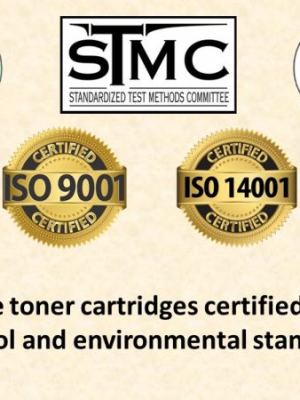 STMC
STANDARDIZED TEST METHODS COMMITTEE
CERTIFIED
ISO 9001
CERTIFIED
CERTIFIED
ISO 14001
CERTIFIED
e toner cartridges certified
ol and environmental stan